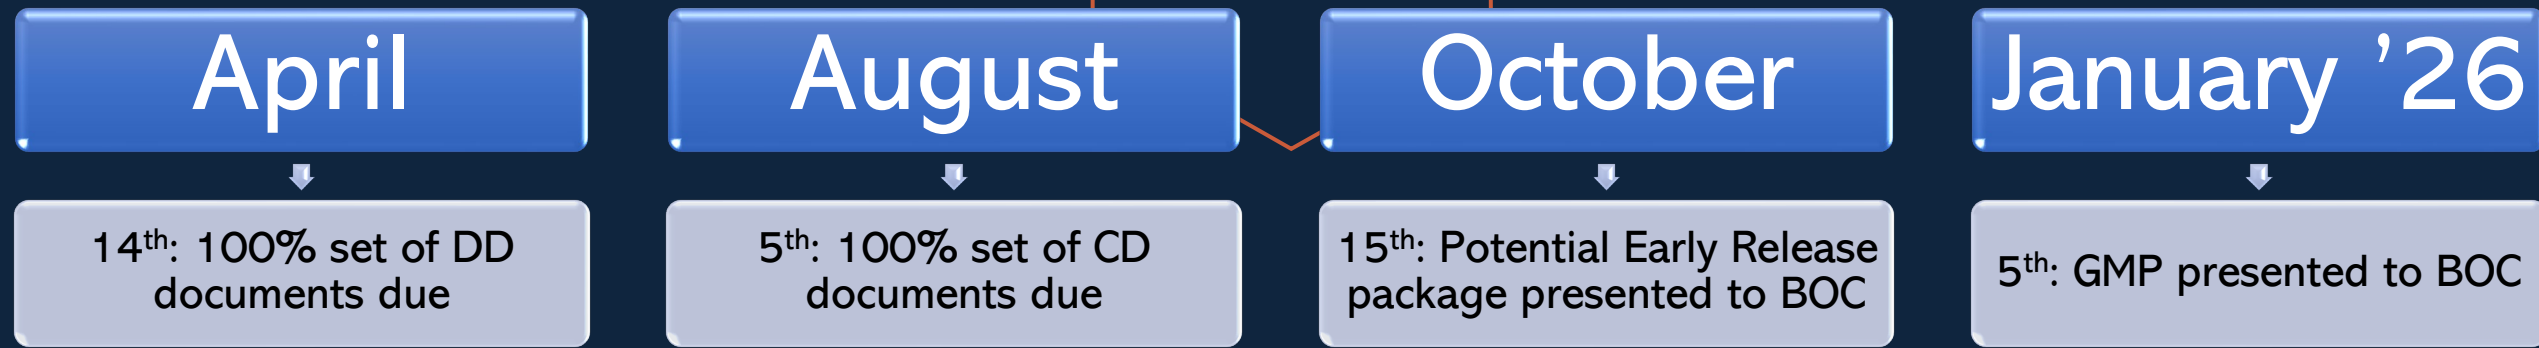 April
14th: 100% set of DD
documents due
August
5th: 100% set of CD
documents due
October
15th: Potential Early Release
package presented to BOC
January ’26
5th: GMP presented to BOC